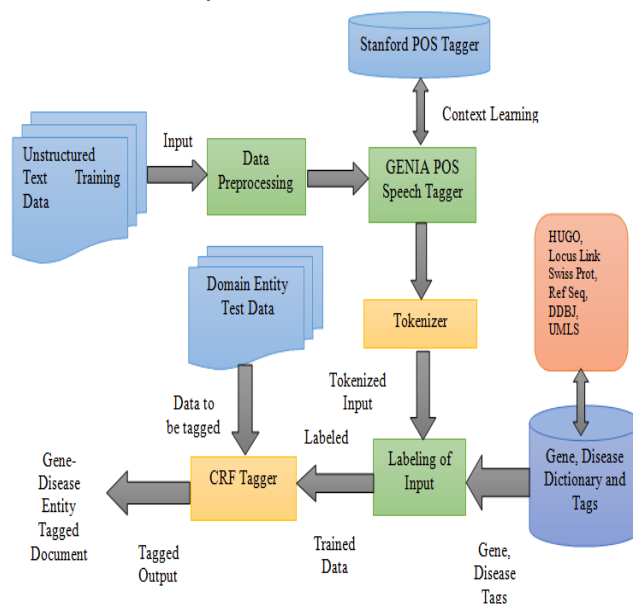 Stanford POS Tagger
Context Learning
Input
Unstructured
Text Training
Data
Data
Preprocessing
GENIA POS
Speech Tagger
HUGO,
Locus Link
Swiss Prot,
Ref Seq,
DDBJ,
UMLS
Domain Entity
Test Data
Tokenizer
Tokenized
Input
Data to
be tagged
Labeled
Gene-
Disease
Entity
Tagged
Document
CRF Tagger
Labeling of
Input
Gene, Disease
Dictionary and
Tags
Tagged
Output
Trained
Data
Gene,
Disease
Tags